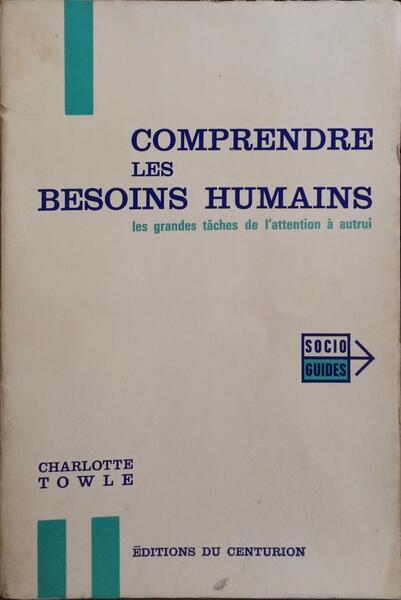 COMPRENDRE
LES
BESOINS HUMAINS
les grandes tâches de l'attention à autrui
SOCIO
GUIDES
CHARLOTTE
TOWLE
ÉDITIONS DU CENTURION